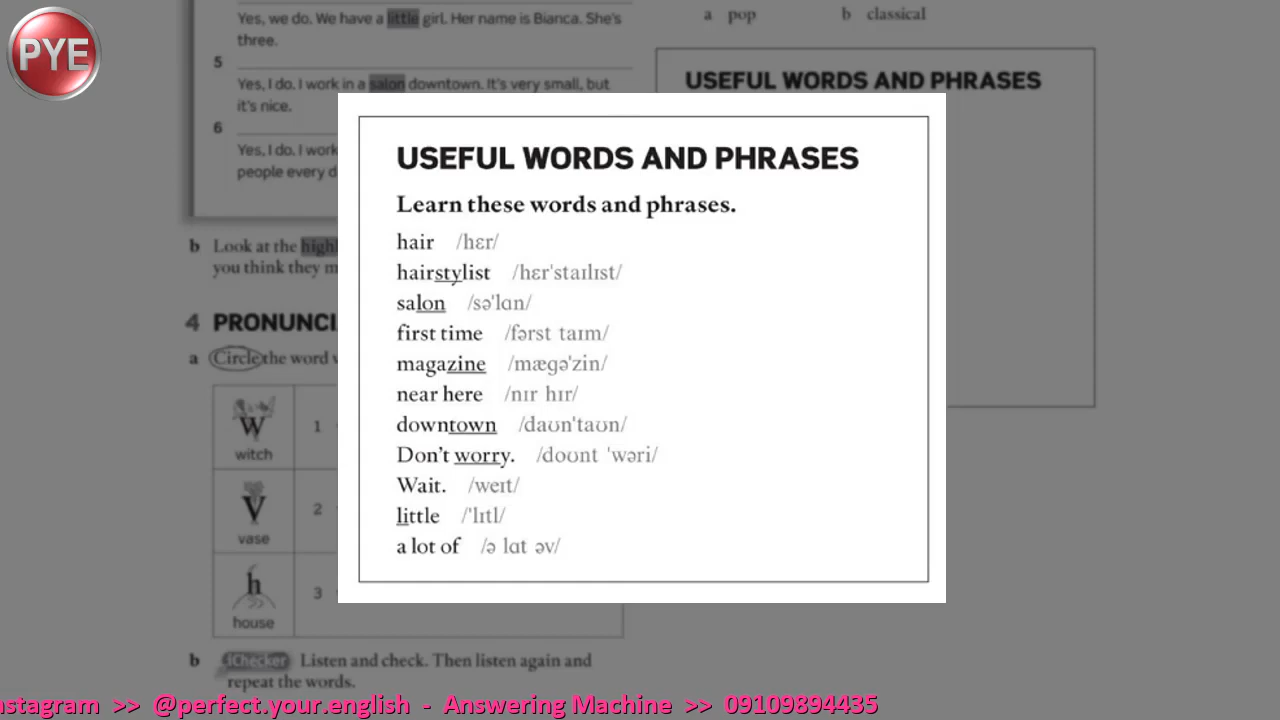 PYE
Yes, we do. We have a little girl. Her name is Bianca. She's
three.
5
Yes, I do. I work in a salon downtown. It's very small, but
it's nice.
6
Yes, I do. I work
people every d
b Look at the high
you think they m
4 PRONUNCI
a Circle the word
witch
1
vase
2
house
3
b iChecker Listen and check. Then listen again and
repeat the words.
a pop b classical
USEFUL WORDS AND PHRASES
USEFUL WORDS AND PHRASES
Learn these words and phrases.
hair /hɛr/
hairstylist /hɛrˈstaɪlɪst/
salon /səˈlɑn/
first time /fərst taɪm/
magazine /mæɡəˈzin/
near here /nɪr hɪr/
downtown /daʊnˈtaʊn/
Don't worry. /doʊnt ˈwəri/
Wait. /weɪt/
little /ˈlɪtl/
a lot of /ə lɑt əv/
nstagram >> @perfect.your.english - Answering Machine >> 09109894435